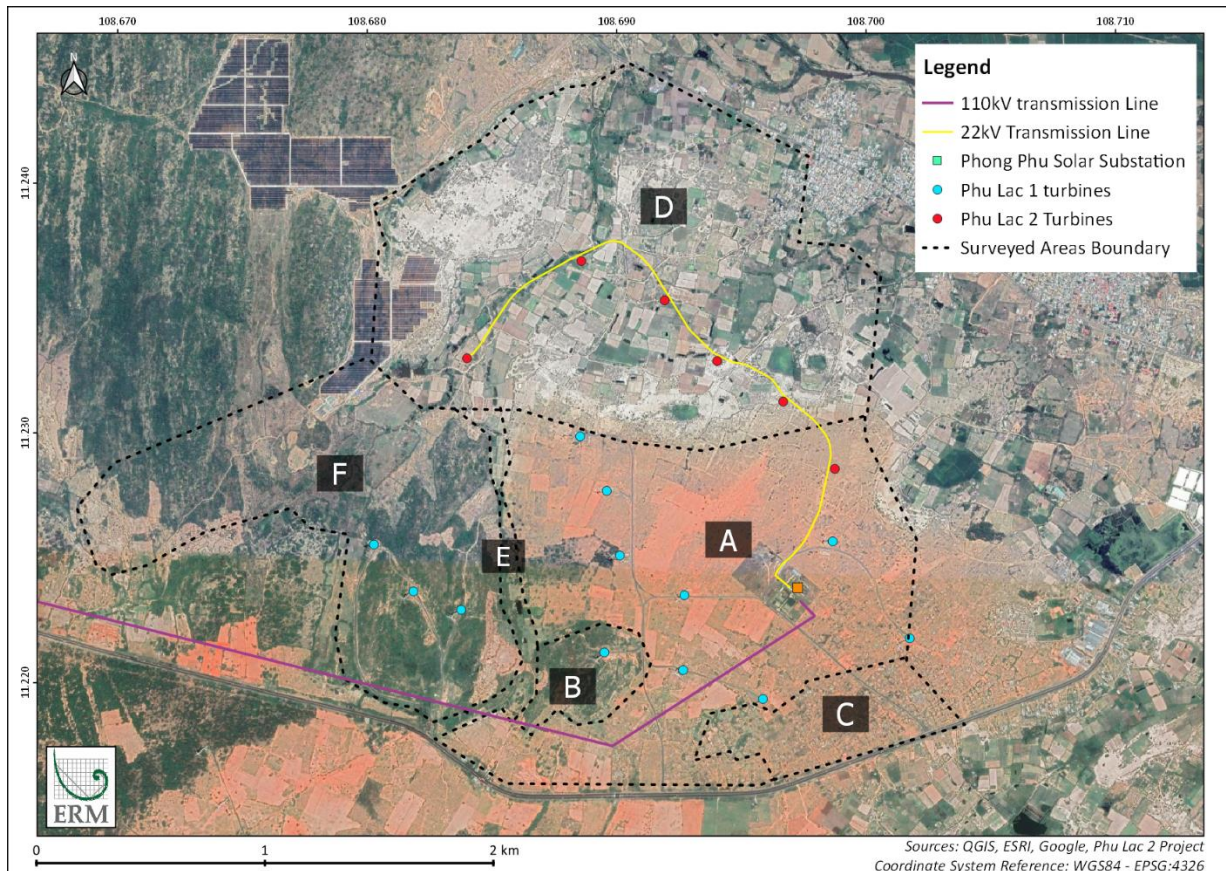 108.670
108.680
108.690
108.700
108.710
11.240
11.230
11.220
N
Legend
110kV transmission Line
22kV Transmission Line
Phong Phu Solar Substation
Phu Lac 1 turbines
Phu Lac 2 Turbines
Surveyed Areas Boundary
D
F
A
E
B
C
ERM
0
1
2 km
Sources: QGIS, ESRI, Google, Phu Lac 2 Project
Coordinate System Reference: WGS84 - EPSG:4326